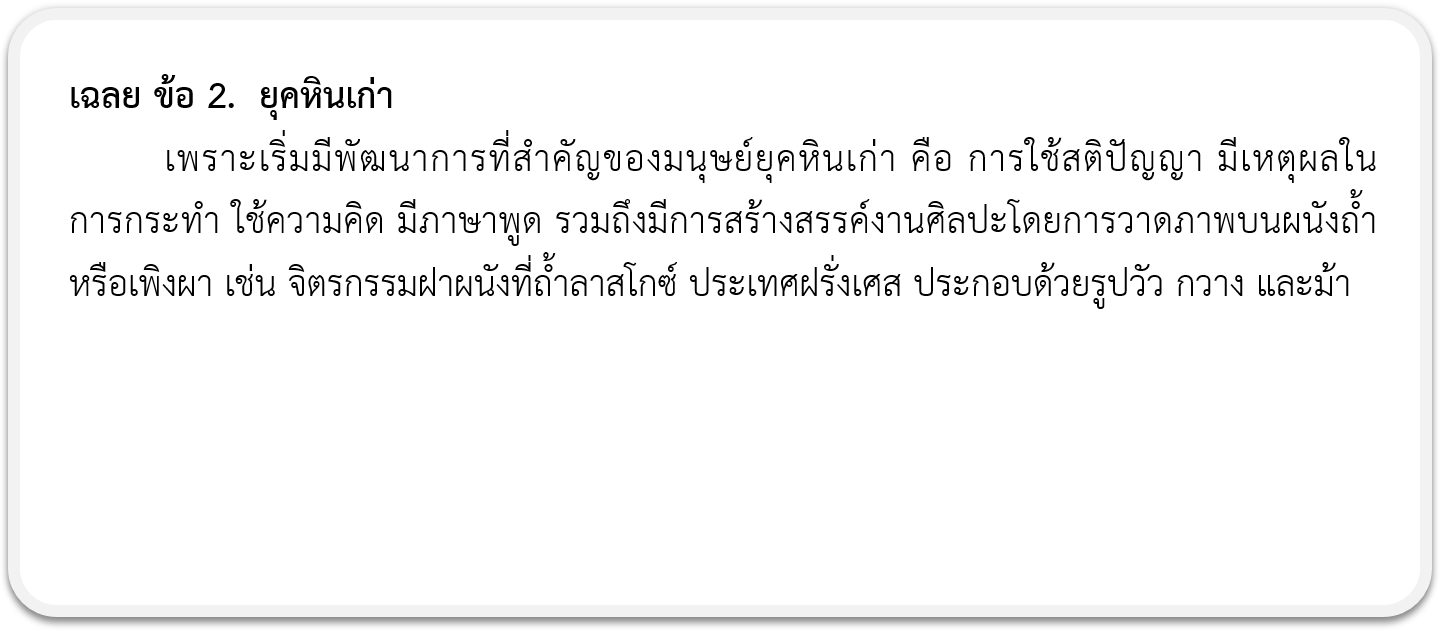 เฉลย ข้อ 2. ยุคหินเก่า
เพราะเริ่มมีพัฒนาการที่สำคัญของมนุษย์ยุคหินเก่า คือ การใช้สติปัญญา มีเหตุผลใน
การกระทำ ใช้ความคิด มีภาษาพูด รวมถึงมีการสร้างสรรค์งานศิลปะโดยการวาดภาพบนผนังถ้ำ
หรือเพิงผา เช่น จิตรกรรมฝาผนังที่ถ้ำลาสโกซ์ ประเทศฝรั่งเศส ประกอบด้วยรูปวัว กวาง และม้า